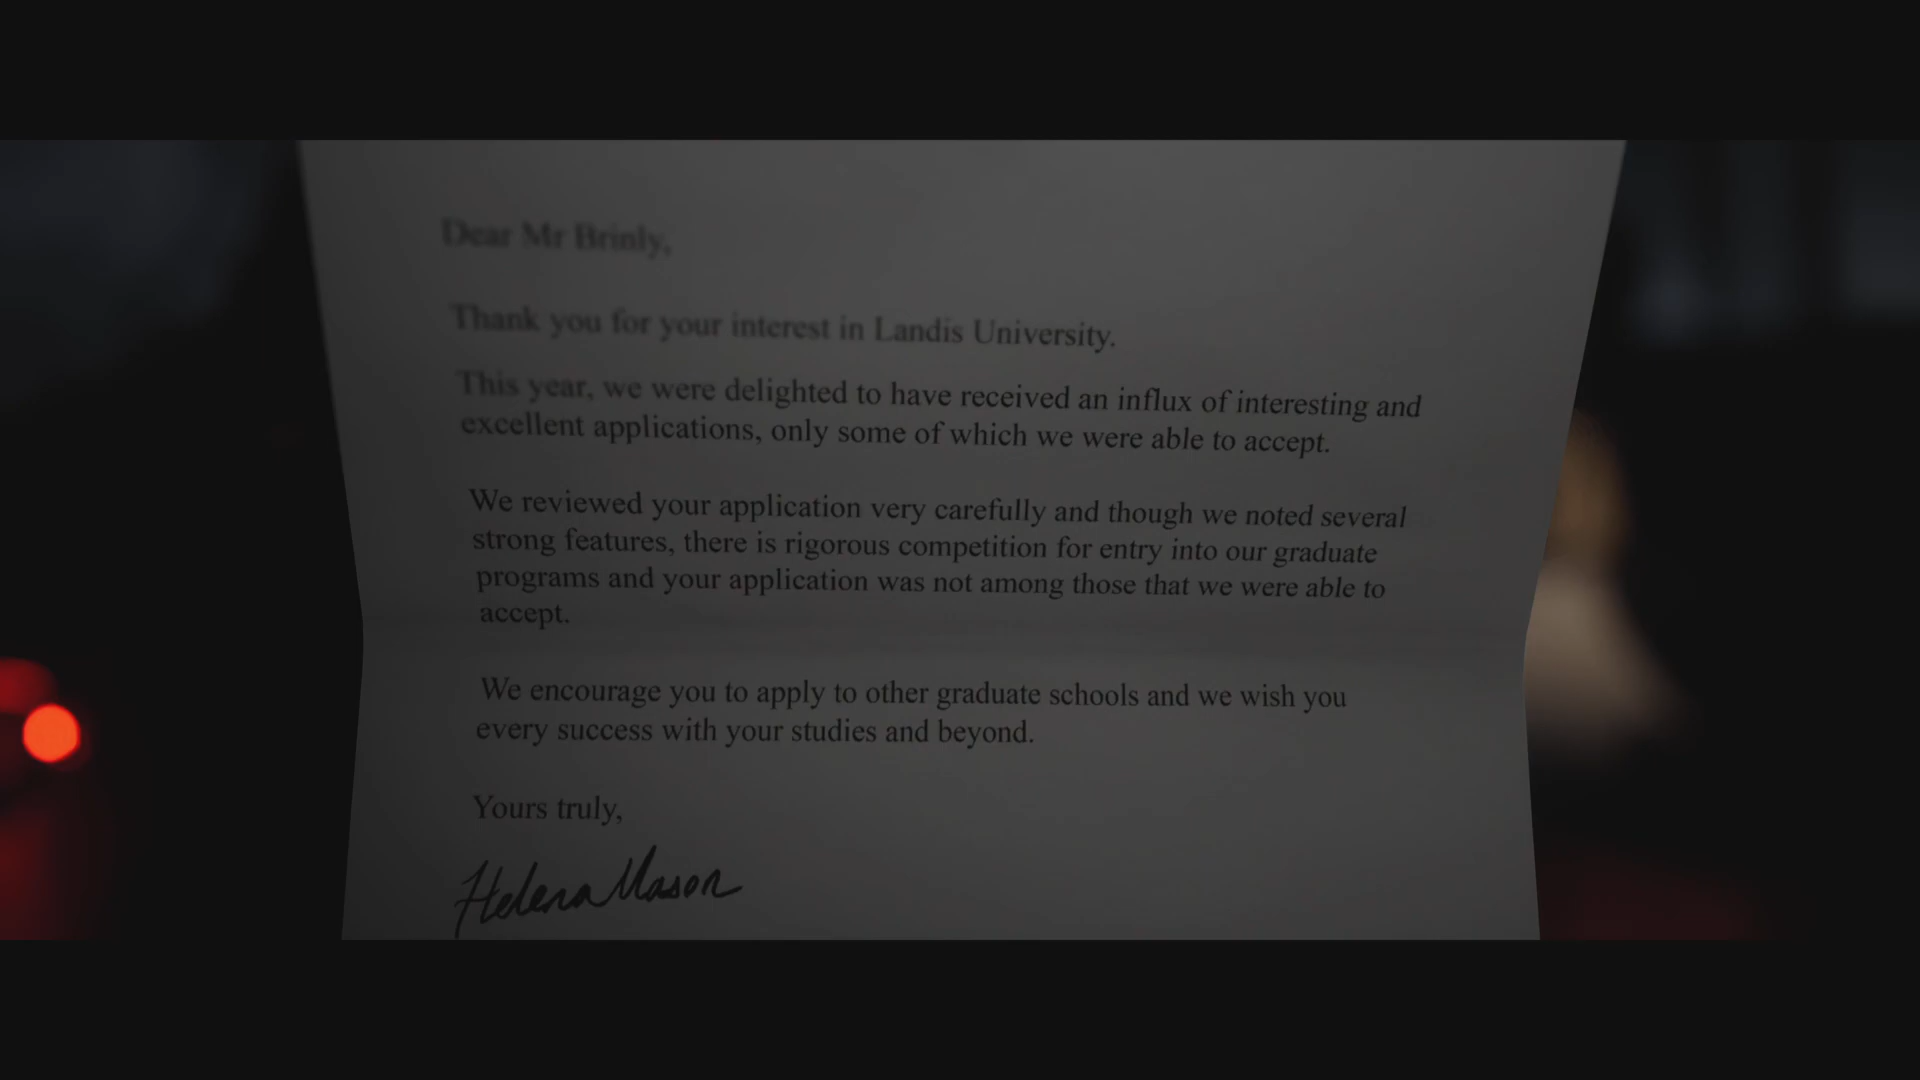 Dear Mr Brinly,
Thank you for your interest in Landis University.
This year, we were delighted to have received an influx of interesting and
excellent applications, only some of which we were able to accept.
We reviewed your application very carefully and though we noted several
strong features, there is rigorous competition for entry into our graduate
programs and your application was not among those that we were able to
accept.
We encourage you to apply to other graduate schools and we wish you
every success with your studies and beyond.
Yours truly,
Helena Mason